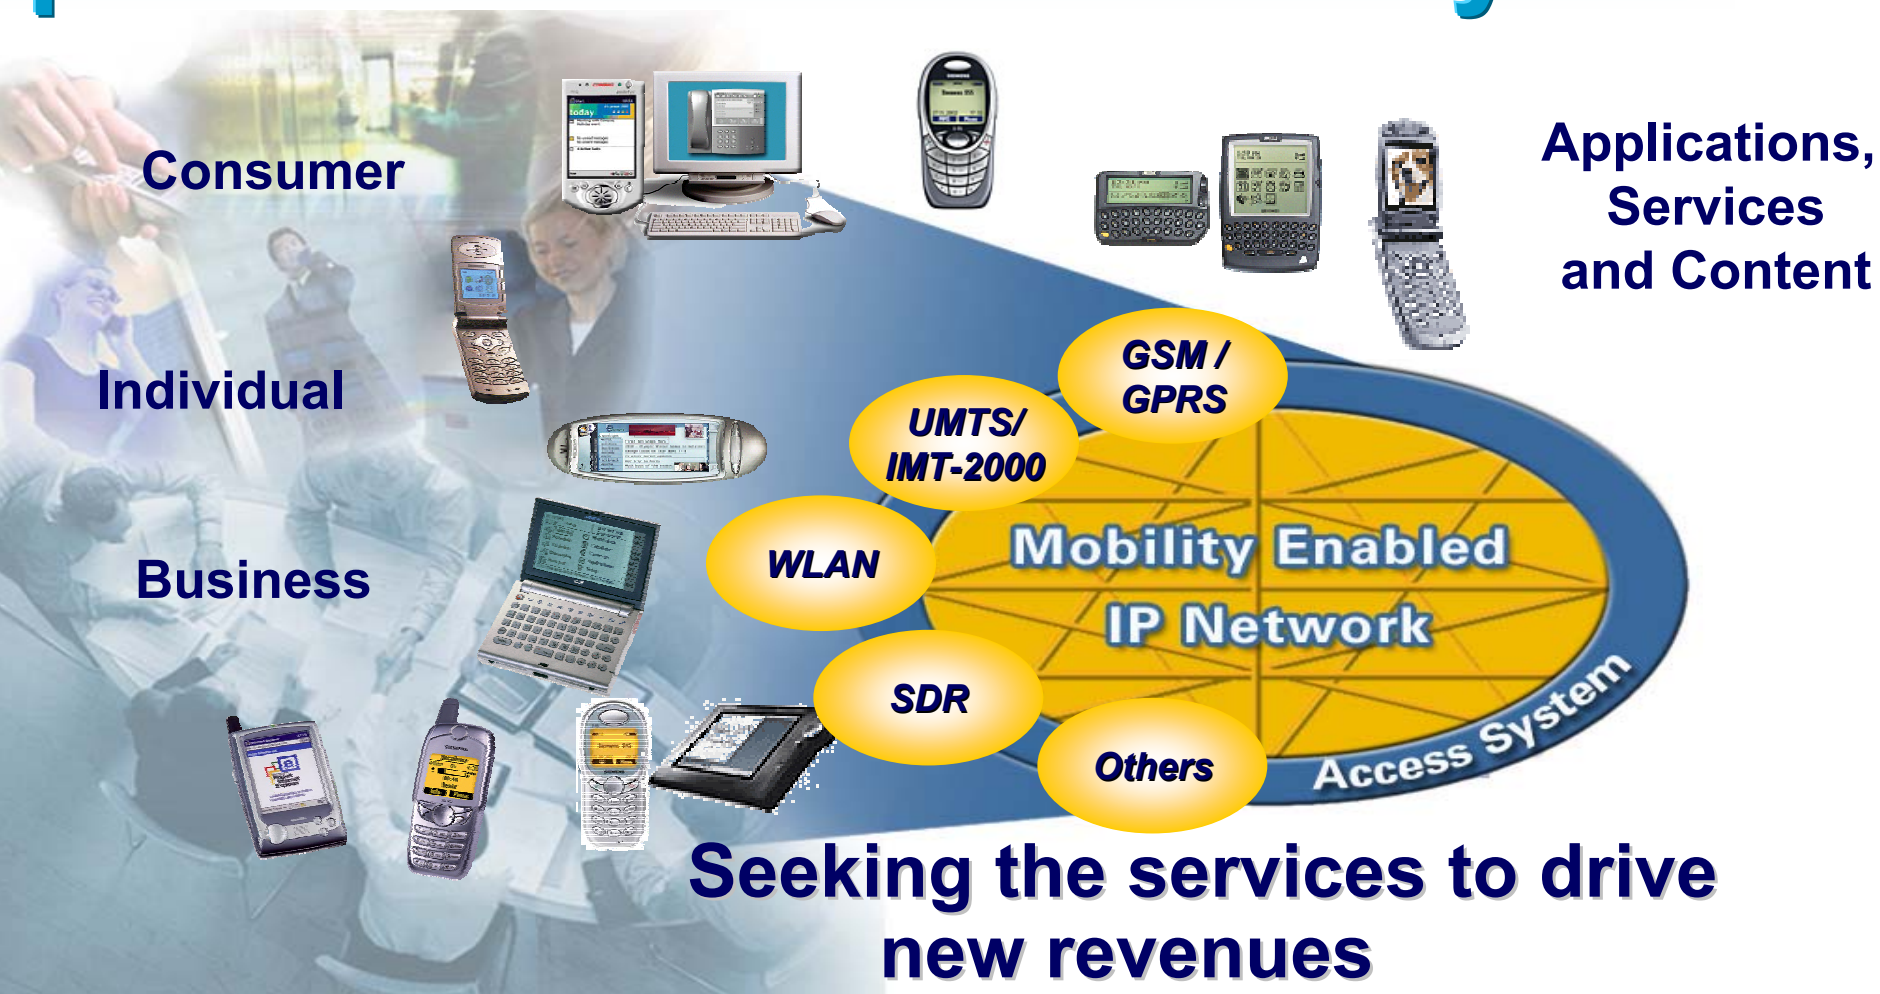 Consumer
Applications,
Services
and Content
Individual
Business
GSM /
GPRS
UMTS/
IMT-2000
WLAN
SDR
Others
Mobility Enabled
IP Network
Access System
Seeking the services to drive
new revenues
today